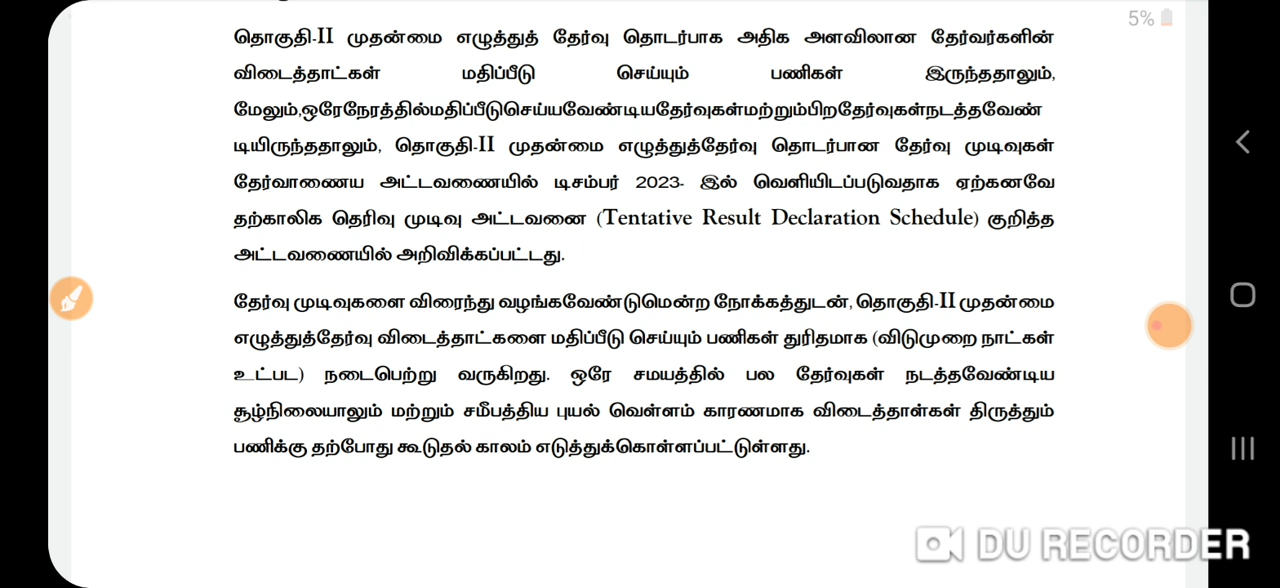 5%
தொகுதி-II முதன்மை எழுத்துத் தேர்வு தொடர்பாக அதிக அளவிலான தேர்வர்களின்
விடைத்தாட்கள் மதிப்பீடு செய்யும் பணிகள் இருந்ததாலும்,
மேலும்,ஒரேநேரத்தில்மதிப்பீடுசெய்யவேண்டியதேர்வுகள்மற்றும்பிறதேர்வுகள்நடத்தவேண்
டியிருந்ததாலும், தொகுதி-II முதன்மை எழுத்துத்தேர்வு தொடர்பான தேர்வு முடிவுகள்
தேர்வாணைய அட்டவணையில் டிசம்பர் 2023- இல் வெளியிடப்படுவதாக ஏற்கனவே
தற்காலிக தெரிவு முடிவு அட்டவனை (Tentative Result Declaration Schedule) குறித்த
அட்டவணையில் அறிவிக்கப்பட்டது.
தேர்வு முடிவுகளை விரைந்து வழங்கவேண்டுமென்ற நோக்கத்துடன், தொகுதி-II முதன்மை
எழுத்துத்தேர்வு விடைத்தாட்களை மதிப்பீடு செய்யும் பணிகள் துரிதமாக (விடுமுறை நாட்கள்
உட்பட) நடைபெற்று வருகிறது. ஒரே சமயத்தில் பல தேர்வுகள் நடத்தவேண்டிய
சூழ்நிலையாலும் மற்றும் சமீபத்திய புயல் வெள்ளம் காரணமாக விடைத்தாள்கள் திருத்தும்
பணிக்கு தற்போது கூடுதல் காலம் எடுத்துக்கொள்ளப்பட்டுள்ளது.
DU RECORDER